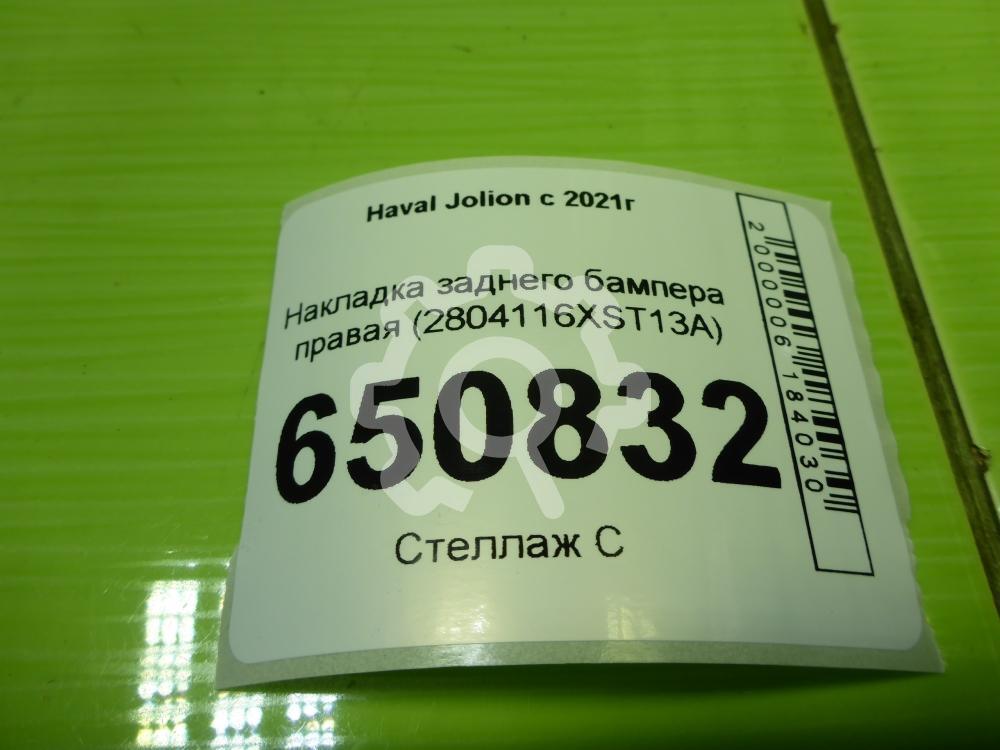 Haval Jolion с 2021г
Накладка заднего бампера
правая (2804116XST13A)
650832
Стеллаж С
2000006184030